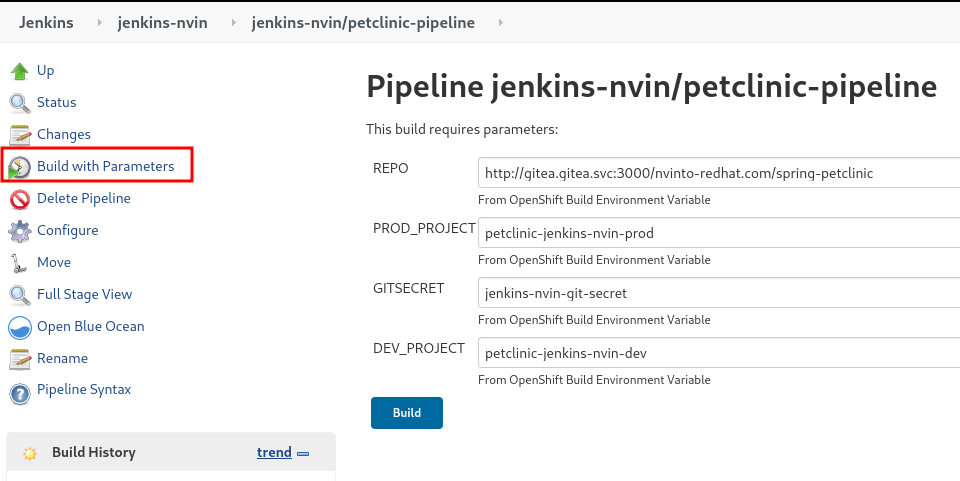 Jenkins jenkins-nvin jenkins-nvin/petclinic-pipeline
Up
Status
Changes
Build with Parameters
Delete Pipeline
Configure
Move
Full Stage View
Open Blue Ocean
Rename
Pipeline Syntax
Build History trend
Pipeline jenkins-nvin/petclinic-pipeline
This build requires parameters:
REPO http://gitea.gitea.svc:3000/nvinto-redhat.com/spring-petclinic
From OpenShift Build Environment Variable
PROD_PROJECT petclinic-jenkins-nvin-prod
From OpenShift Build Environment Variable
GITSECRET jenkins-nvin-git-secret
From OpenShift Build Environment Variable
DEV_PROJECT petclinic-jenkins-nvin-dev
From OpenShift Build Environment Variable
Build